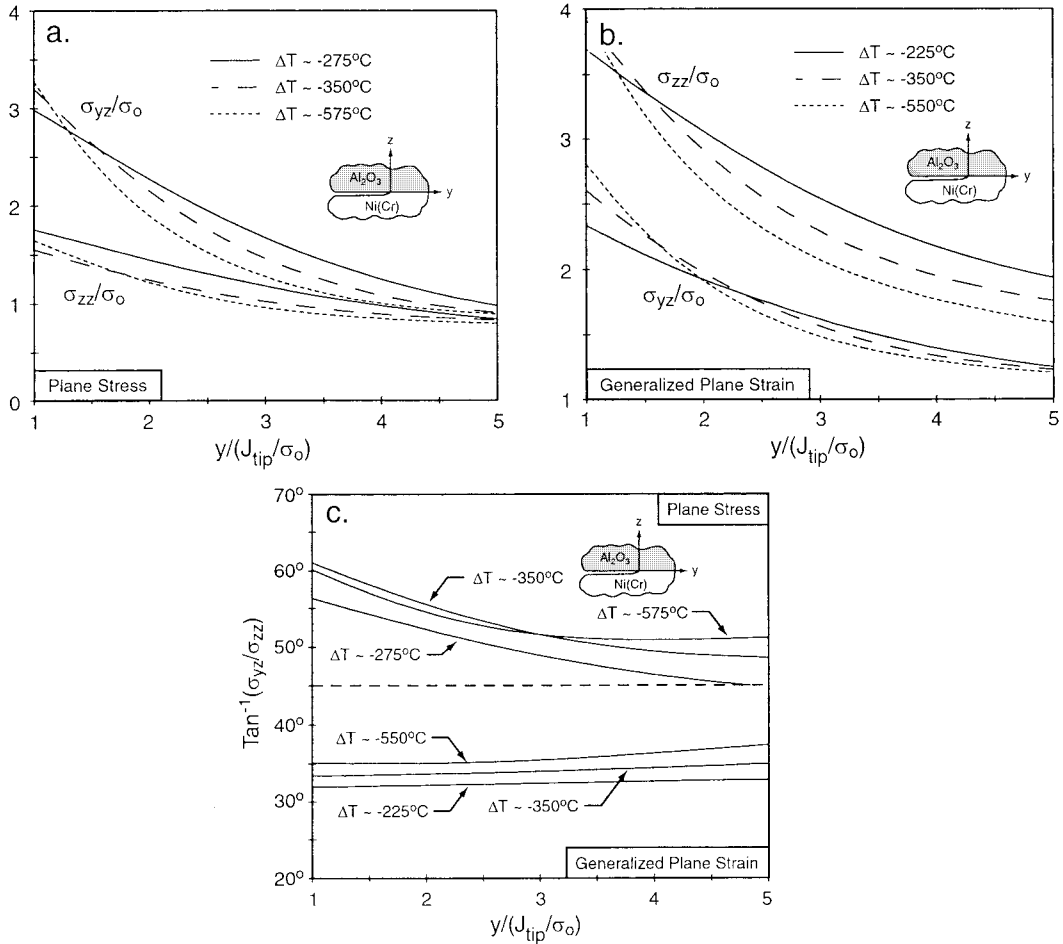 a.
ΔT ~ -275°C
ΔT ~ -350°C
ΔT ~ -575°C
σyz/σo
σzz/σo
z
y
Al2O3
Ni(Cr)
Plane Stress
4
3
2
1
0
1 2 3 4 5
y/(Jtip/σo)
b.
ΔT ~ -225°C
ΔT ~ -350°C
ΔT ~ -550°C
σzz/σo
σyz/σo
z
y
Al2O3
Ni(Cr)
Generalized Plane Strain
4
3
2
1
1 2 3 4 5
y/(Jtip/σo)
c.
Plane Stress
z
y
Al2O3
Ni(Cr)
ΔT ~ -350°C
ΔT ~ -575°C
ΔT ~ -275°C
ΔT ~ -550°C
ΔT ~ -225°C
ΔT ~ -350°C
Generalized Plane Strain
Tan-1(σyz/σzz)
70°
60°
50°
40°
30°
20°
1 2 3 4 5
y/(Jtip/σo)